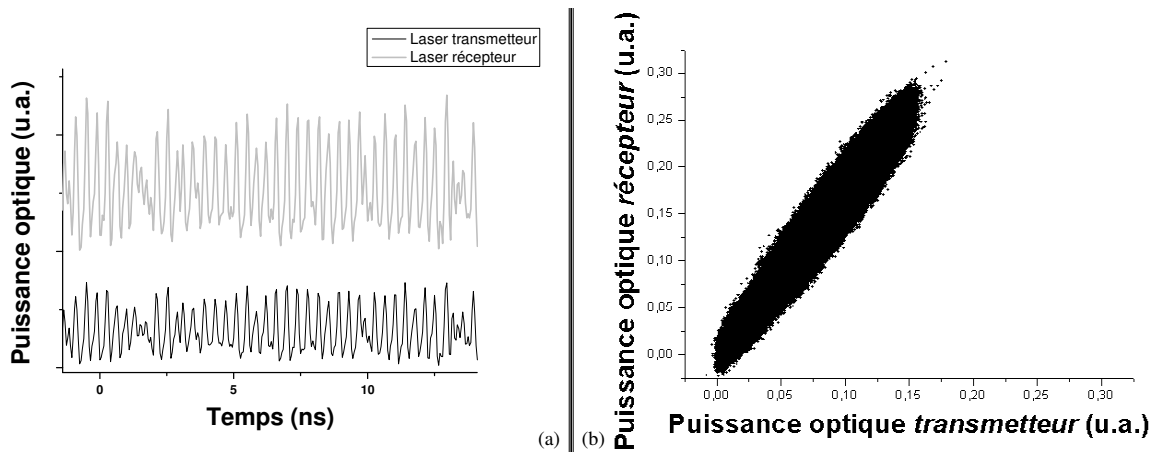 Laser transmetteur
Laser récepteur
Puissance optique (u.a.)
0
5
10
Temps (ns)
(a)
(b)
Puissance optique récepteur (u.a.)
0,30
0,25
0,20
0,15
0,10
0,05
0,00
0,00
0,05
0,10
0,15
0,20
0,25
0,30
Puissance optique transmetteur (u.a.)